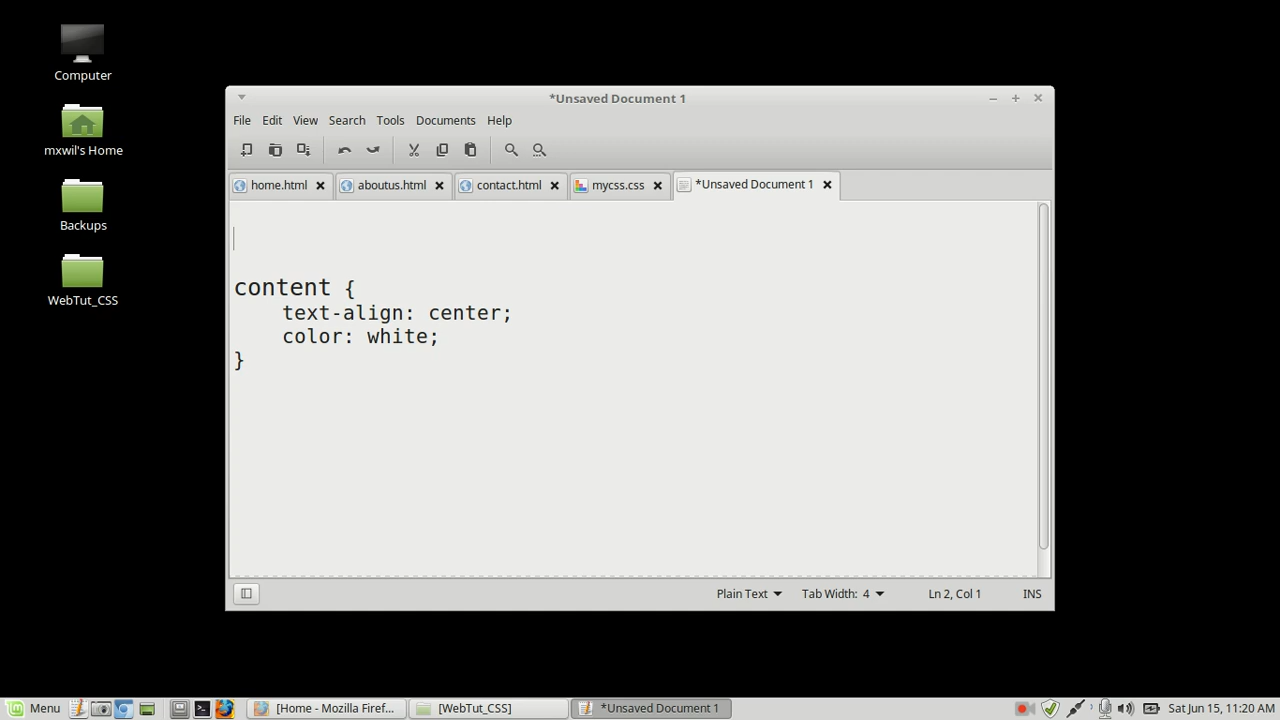 Computer
mxwil's Home
Backups
WebTut_CSS
*Unsaved Document 1
File Edit View Search Tools Documents Help
home.html aboutus.html contact.html mycss.css *Unsaved Document 1
content {
text-align: center;
color: white;
}
Plain Text Tab Width: 4 Ln 2, Col 1 INS
Menu [Home - Mozilla Firef... [WebTut_CSS] *Unsaved Document 1 Sat Jun 15, 11:20 AM